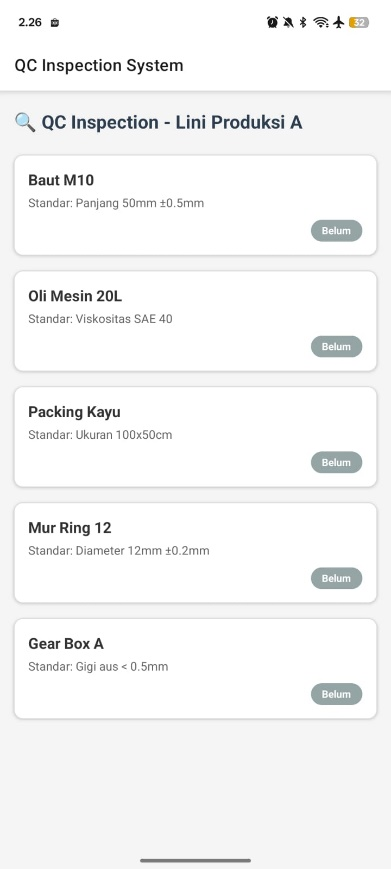 2.26
32
QC Inspection System
🔍 QC Inspection - Lini Produksi A
Baut M10
Standar: Panjang 50mm ±0.5mm
Belum
Oli Mesin 20L
Standar: Viskositas SAE 40
Belum
Packing Kayu
Standar: Ukuran 100x50cm
Belum
Mur Ring 12
Standar: Diameter 12mm ±0.2mm
Belum
Gear Box A
Standar: Gigi aus < 0.5mm
Belum